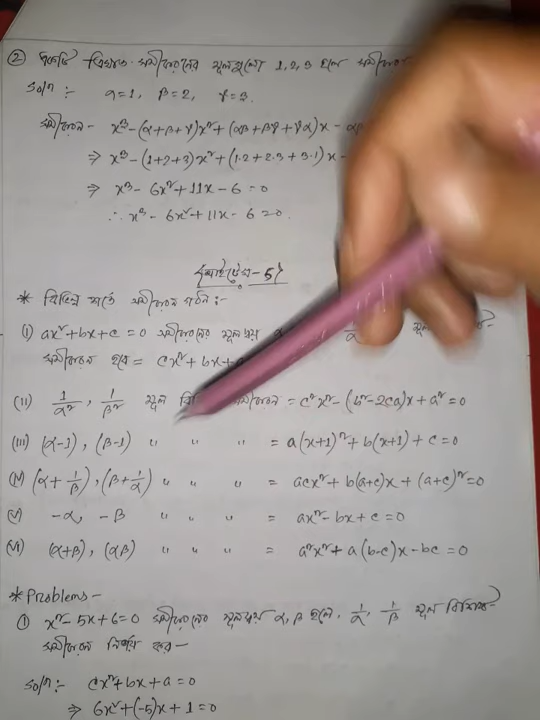 ② একটি ত্রিঘাত সমীকরণের মূলগুলো 1, 2, 3 হলে
Soln :- α=1, β=2, γ=3.
সমীকরণ- x³-(α+β+γ)x²+(αβ+βγ+γα)x-
⇒ x³-(1+2+3)x²+(1.2+2.3+3.1)x-
⇒ x³-6x²+11x-6=0
∴ x³-6x²+11x-6=0.
* বিভিন্ন শর্তে সমীকরণ গঠন:-
(I) ax²+bx+c=0 সমীকরণের মূলদ্বয়
সমীকরণ হবে = cx²+bx+
(II) 1/α², 1/β² মূল সমীকরণ = c²x²-(b²-2ca)x+a²=0
(III) (α-1), (β-1) " " " = a(x+1)²+b(x+1)+c=0
(IV) (α+1/β), (β+1/α) " " " = acx²+b(a+c)x+(a+c)²=0
(V) -α, -β " " " = ax²-bx+c=0
(VI) (α+β), (αβ) " " " = a²x²+a(b-c)x-bc=0
* Problems-
① x²-5x+6=0 সমীকরণের মূলদ্বয় α, β হলে, 1/α, 1/β মূল বিশিষ্ট
সমীকরণ নির্ণয় কর-
Soln :- cx²+bx+a=0
⇒ 6x²+(-5)x+1=0